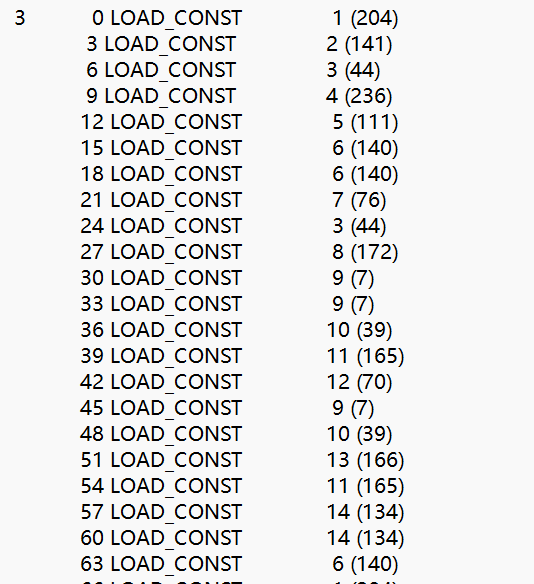 3 0 LOAD_CONST 1 (204)
3 LOAD_CONST 2 (141)
6 LOAD_CONST 3 (44)
9 LOAD_CONST 4 (236)
12 LOAD_CONST 5 (111)
15 LOAD_CONST 6 (140)
18 LOAD_CONST 6 (140)
21 LOAD_CONST 7 (76)
24 LOAD_CONST 3 (44)
27 LOAD_CONST 8 (172)
30 LOAD_CONST 9 (7)
33 LOAD_CONST 9 (7)
36 LOAD_CONST 10 (39)
39 LOAD_CONST 11 (165)
42 LOAD_CONST 12 (70)
45 LOAD_CONST 9 (7)
48 LOAD_CONST 10 (39)
51 LOAD_CONST 13 (166)
54 LOAD_CONST 11 (165)
57 LOAD_CONST 14 (134)
60 LOAD_CONST 14 (134)
63 LOAD_CONST 6 (140)